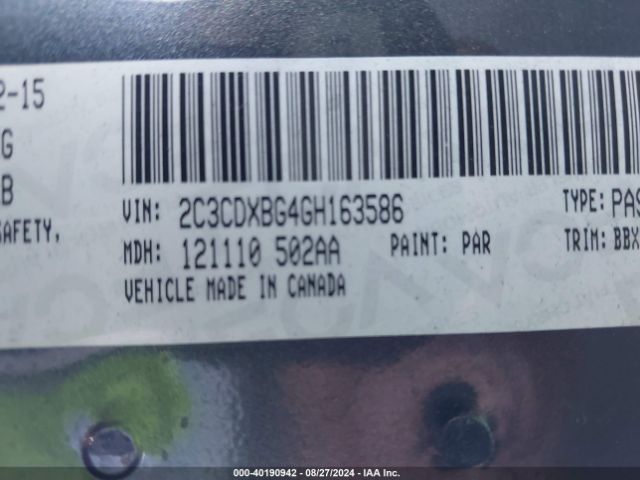 2-15
G
B
SAFETY,
VIN: 2C3CDXBG4GH163586 TYPE: PAS
MDH: 121110 502AA PAINT: PAR TRIM: BBX
VEHICLE MADE IN CANADA
000-40190942 - 08/27/2024 - IAA Inc.